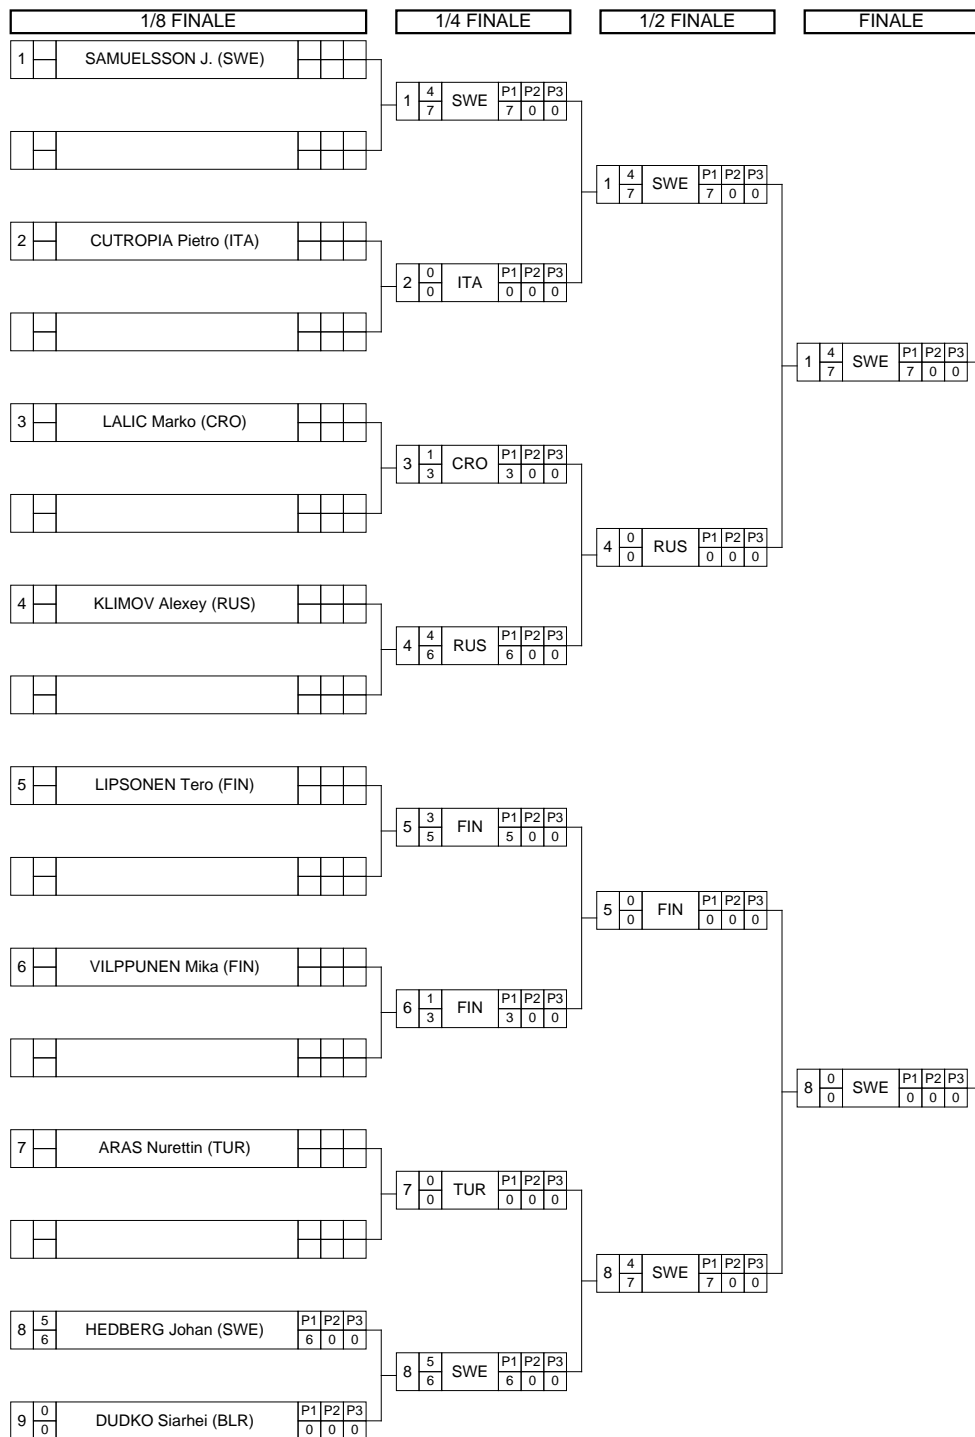 1/8 FINALE 1/4 FINALE 1/2 FINALE FINALE
1 SAMUELSSON J. (SWE)
1 4 7 SWE P1 P2 P3 7 0 0
1 4 7 SWE P1 P2 P3 7 0 0
2 CUTROPIA Pietro (ITA)
2 0 0 ITA P1 P2 P3 0 0 0
1 4 7 SWE P1 P2 P3 7 0 0
3 LALIC Marko (CRO)
3 1 3 CRO P1 P2 P3 3 0 0
4 0 0 RUS P1 P2 P3 0 0 0
4 KLIMOV Alexey (RUS)
4 4 6 RUS P1 P2 P3 6 0 0
5 LIPSONEN Tero (FIN)
5 3 5 FIN P1 P2 P3 5 0 0
5 0 0 FIN P1 P2 P3 0 0 0
6 VILPPUNEN Mika (FIN)
6 1 3 FIN P1 P2 P3 3 0 0
8 0 0 SWE P1 P2 P3 0 0 0
7 ARAS Nurettin (TUR)
7 0 0 TUR P1 P2 P3 0 0 0
8 4 7 SWE P1 P2 P3 7 0 0
8 5 6 HEDBERG Johan (SWE) P1 P2 P3 6 0 0
8 5 6 SWE P1 P2 P3 6 0 0
9 0 0 DUDKO Siarhei (BLR) P1 P2 P3 0 0 0